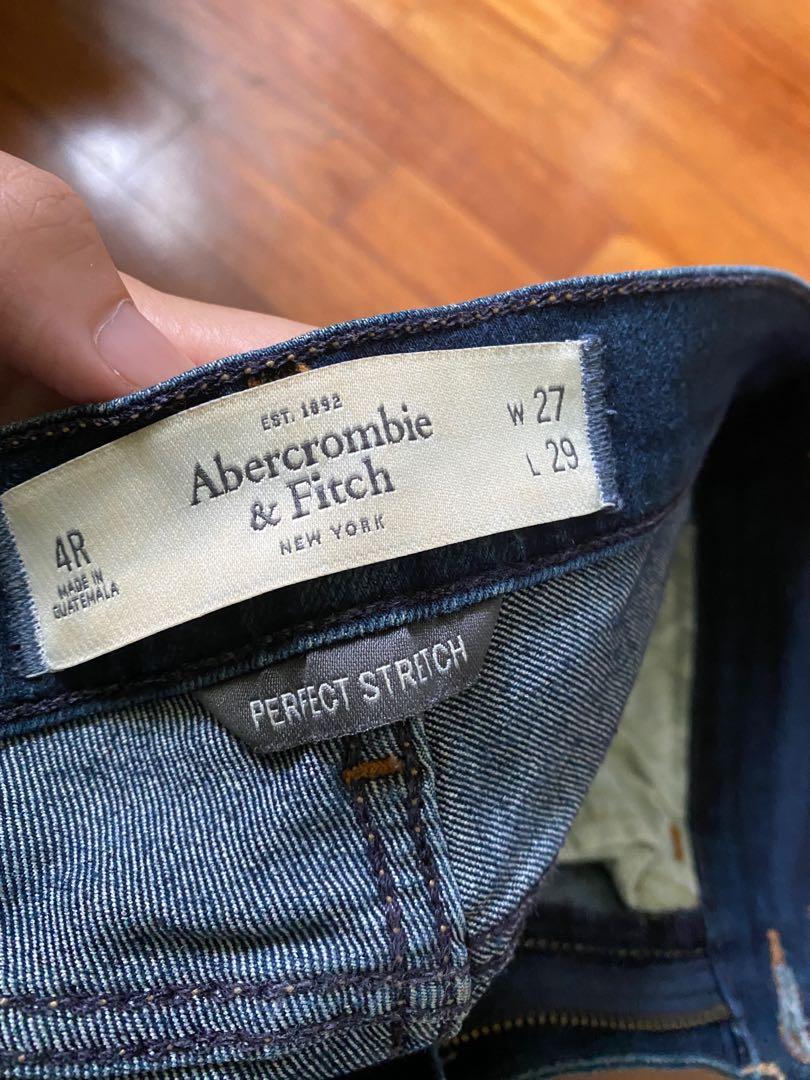 EST. 1892
Abercrombie
& Fitch
NEW YORK
W 27
L 29
4R
MADE IN
GUATEMALA
PERFECT STRETCH